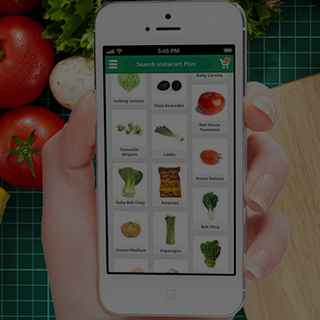 5:45 PM
Search Instacart Plus
Baby Carrots
Iceberg Lettuce
Hass Avocados
Hot House
Tomatoes
Tomatillo
Milpero
Leeks
Roma Tomato
Baby Bok Choy
Potatoes
Bok Choy
Jicama Medium
Asparagus